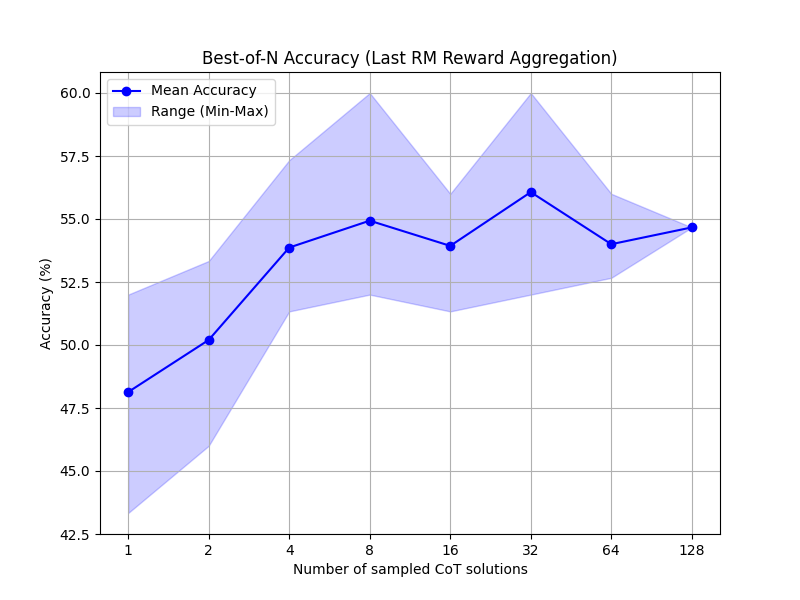 Best-of-N Accuracy (Last RM Reward Aggregation)
Mean Accuracy
Range (Min-Max)
60.0
57.5
55.0
52.5
50.0
47.5
45.0
42.5
Accuracy (%)
1 2 4 8 16 32 64 128
Number of sampled CoT solutions